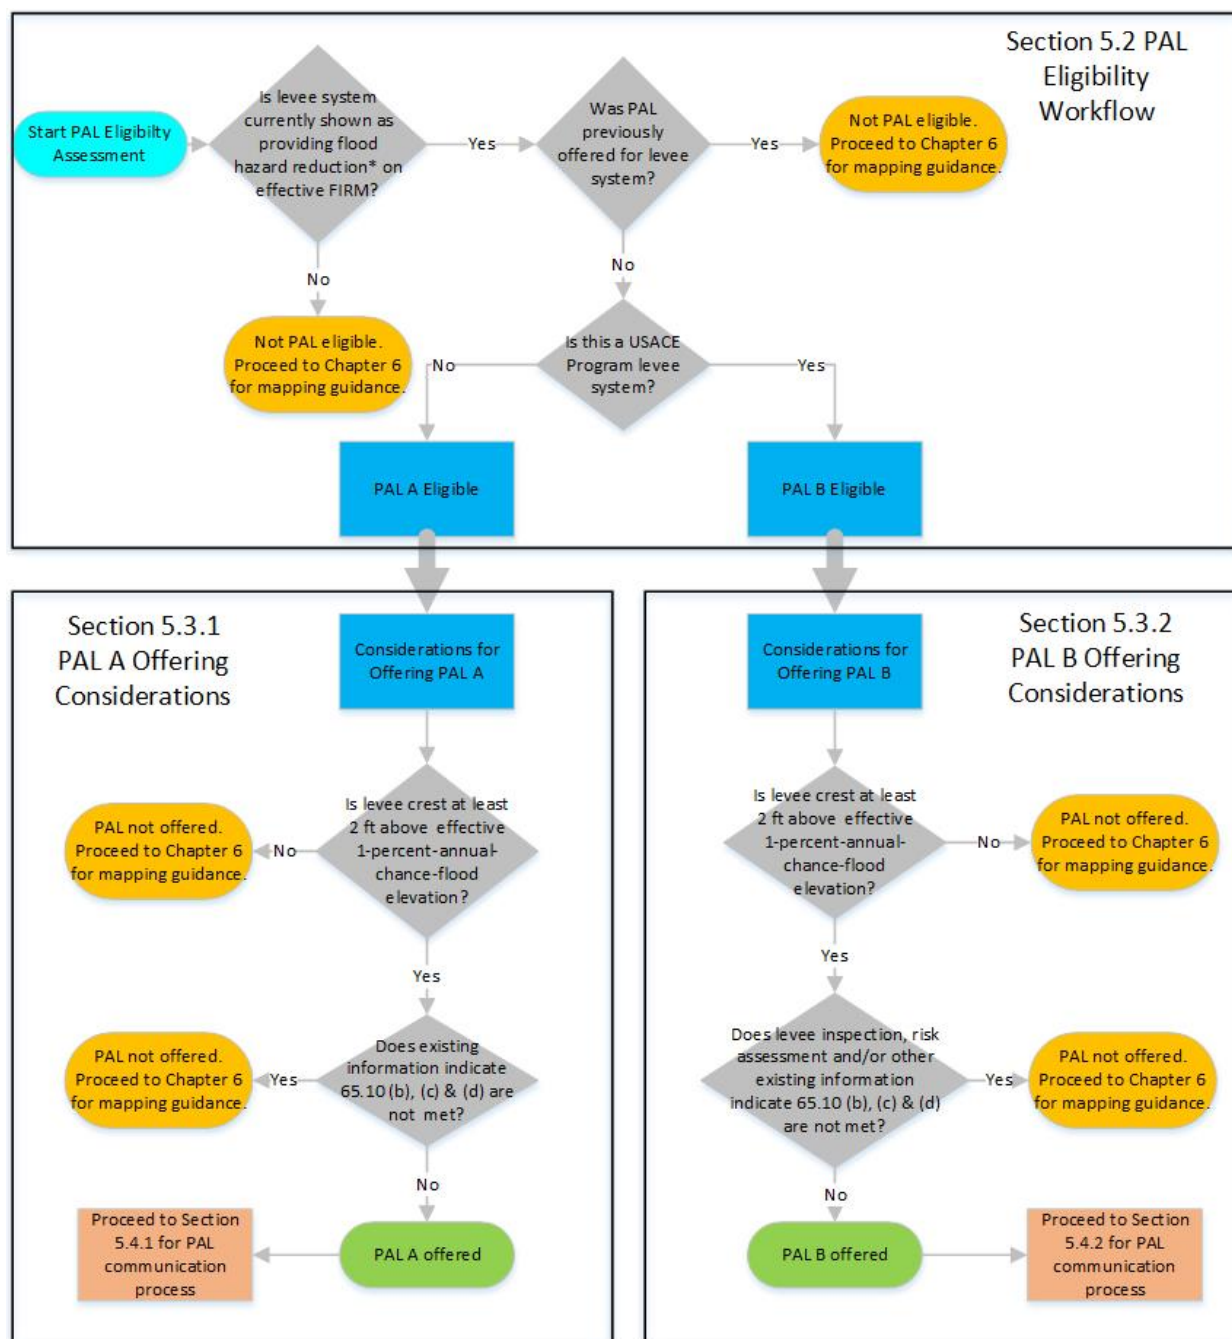 Section 5.2 PAL
Eligibility
Workflow
Start PAL Eligibilty
Assessment
Is levee system
currently shown as
providing flood
hazard reduction* on
effective FIRM?
Yes
Was PAL
previously
offered for levee
system?
Yes
Not PAL eligible.
Proceed to Chapter 6
for mapping guidance.
No
No
Not PAL eligible.
Proceed to Chapter 6
for mapping guidance.
Is this a USACE
Program levee
system?
No
Yes
PAL A Eligible
PAL B Eligible
Section 5.3.1
PAL A Offering
Considerations
Considerations for
Offering PAL A
Is levee crest at least
2 ft above effective
1-percent-annual-
chance-flood
elevation?
No
PAL not offered.
Proceed to Chapter 6
for mapping guidance.
Yes
Does existing
information indicate
65.10 (b), (c) & (d) are
not met?
Yes
PAL not offered.
Proceed to Chapter 6
for mapping guidance.
No
PAL A offered
Proceed to Section
5.4.1 for PAL
communication
process
Section 5.3.2
PAL B Offering
Considerations
Considerations for
Offering PAL B
Is levee crest at least
2 ft above effective
1-percent-annual-
chance-flood
elevation?
No
PAL not offered.
Proceed to Chapter 6
for mapping guidance.
Yes
Does levee inspection, risk
assessment and/or other
existing information
indicate 65.10 (b), (c) & (d)
are not met?
Yes
PAL not offered.
Proceed to Chapter 6
for mapping guidance.
No
PAL B offered
Proceed to Section
5.4.2 for PAL
communication
process